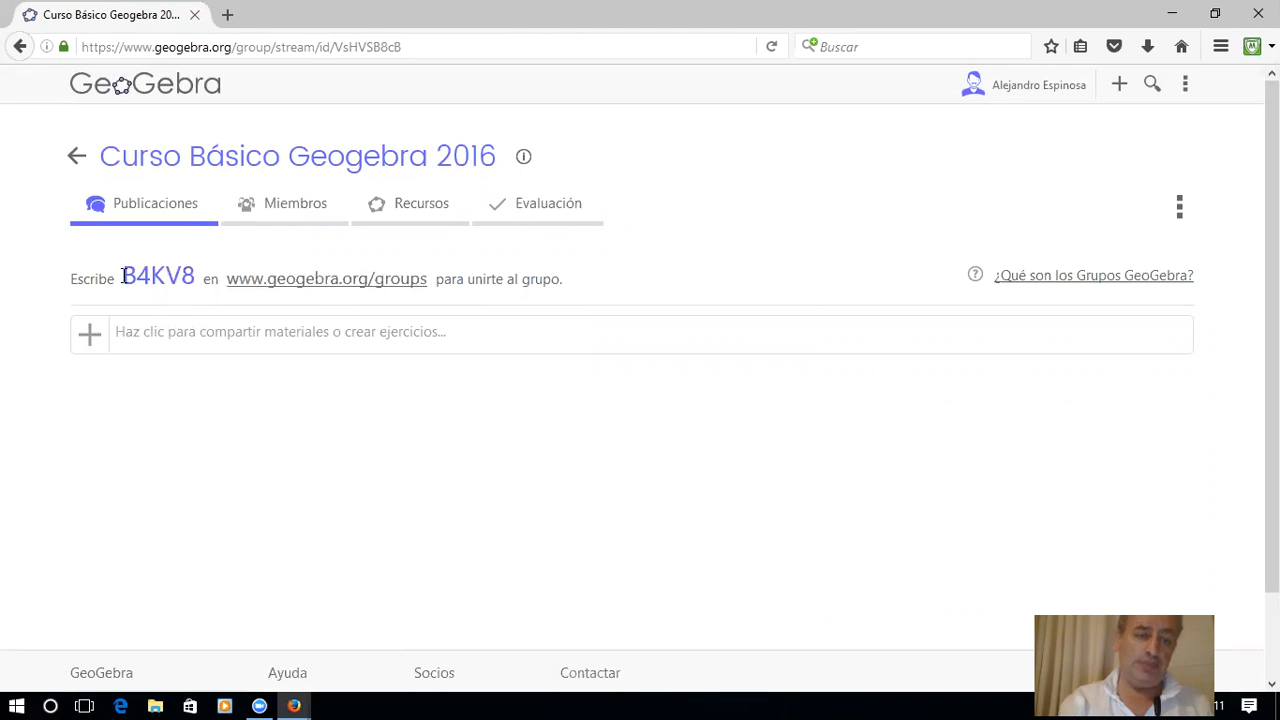 Curso Básico Geogebra 20...
https://www.geogebra.org/group/stream/id/VsHVSB8cB
Buscar
GeoGebra
Alejandro Espinosa
Curso Básico Geogebra 2016
Publicaciones
Miembros
Recursos
Evaluación
Escribe B4KV8 en www.geogebra.org/groups para unirte al grupo.
¿Qué son los Grupos GeoGebra?
Haz clic para compartir materiales o crear ejercicios...
GeoGebra
Ayuda
Socios
Contactar
11